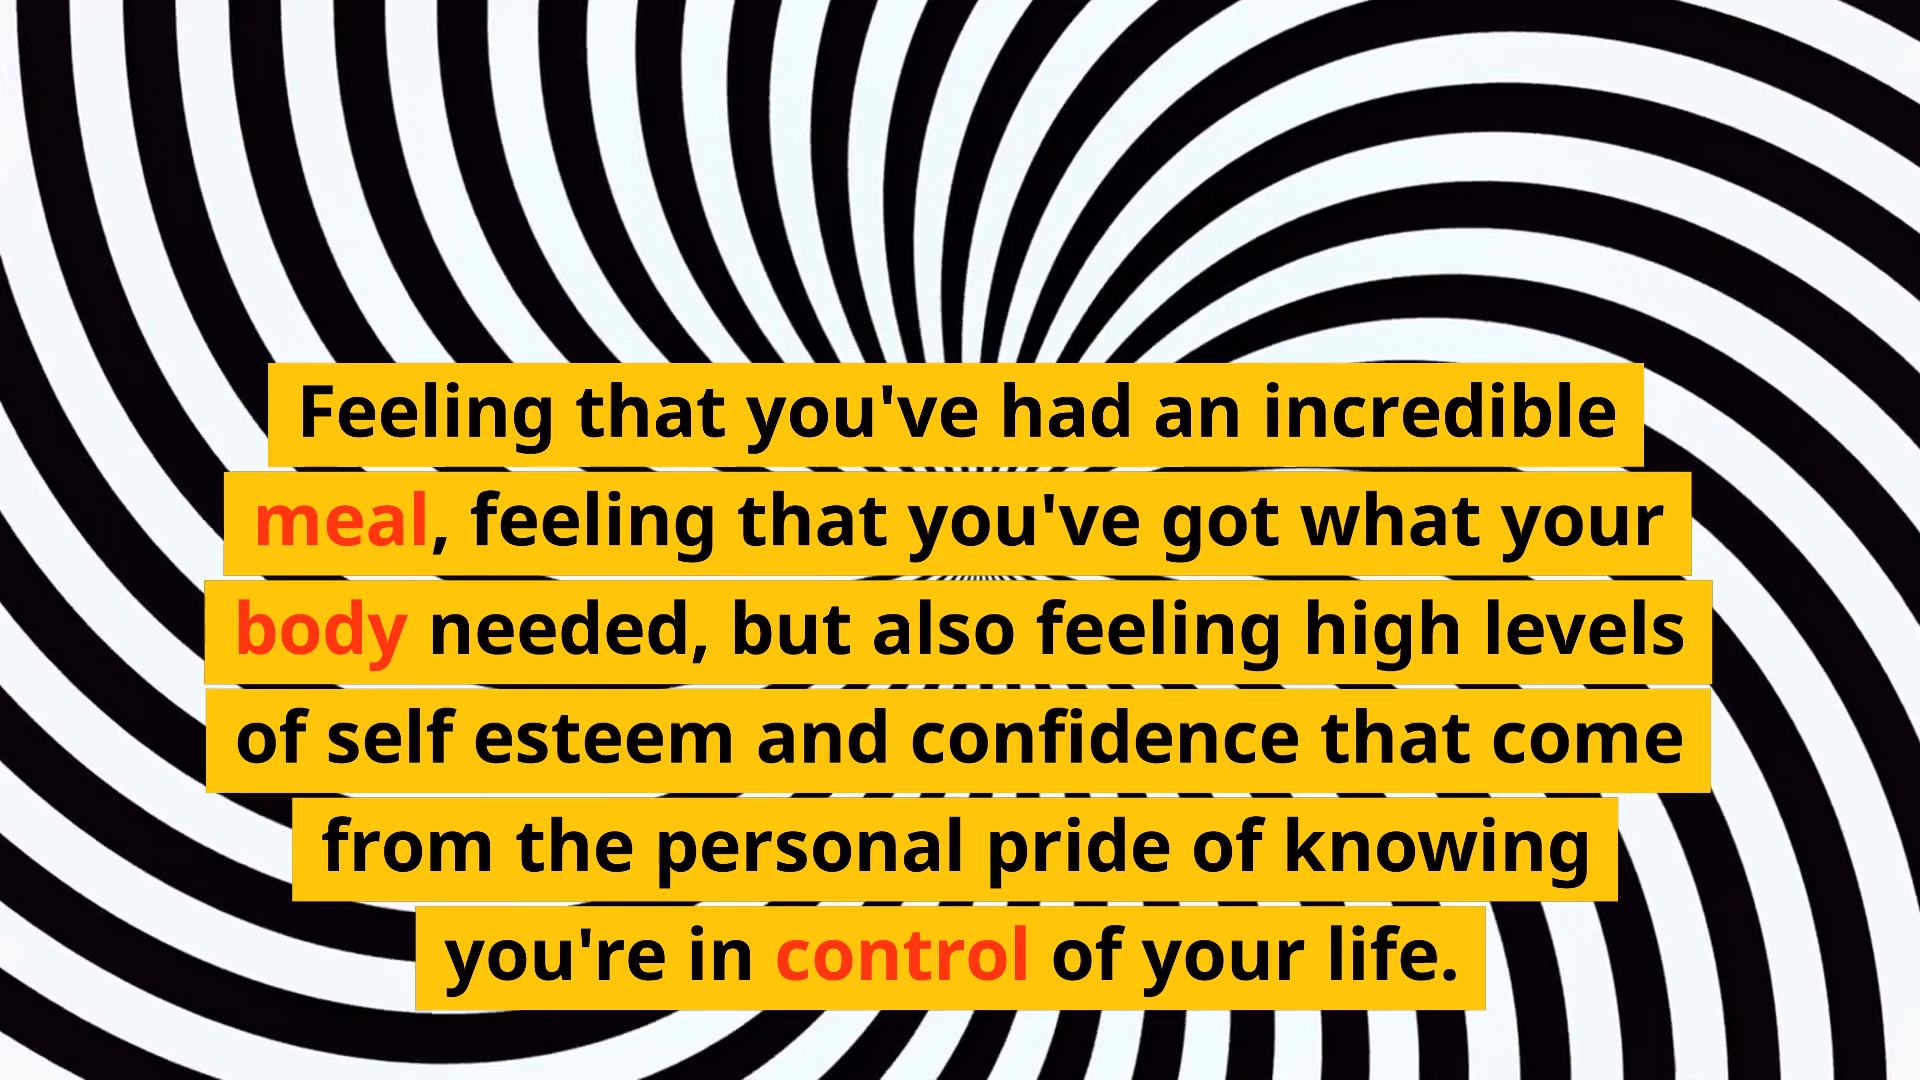 Feeling that you've had an incredible
meal, feeling that you've got what your
body needed, but also feeling high levels
of self esteem and confidence that come
from the personal pride of knowing
you're in control of your life.